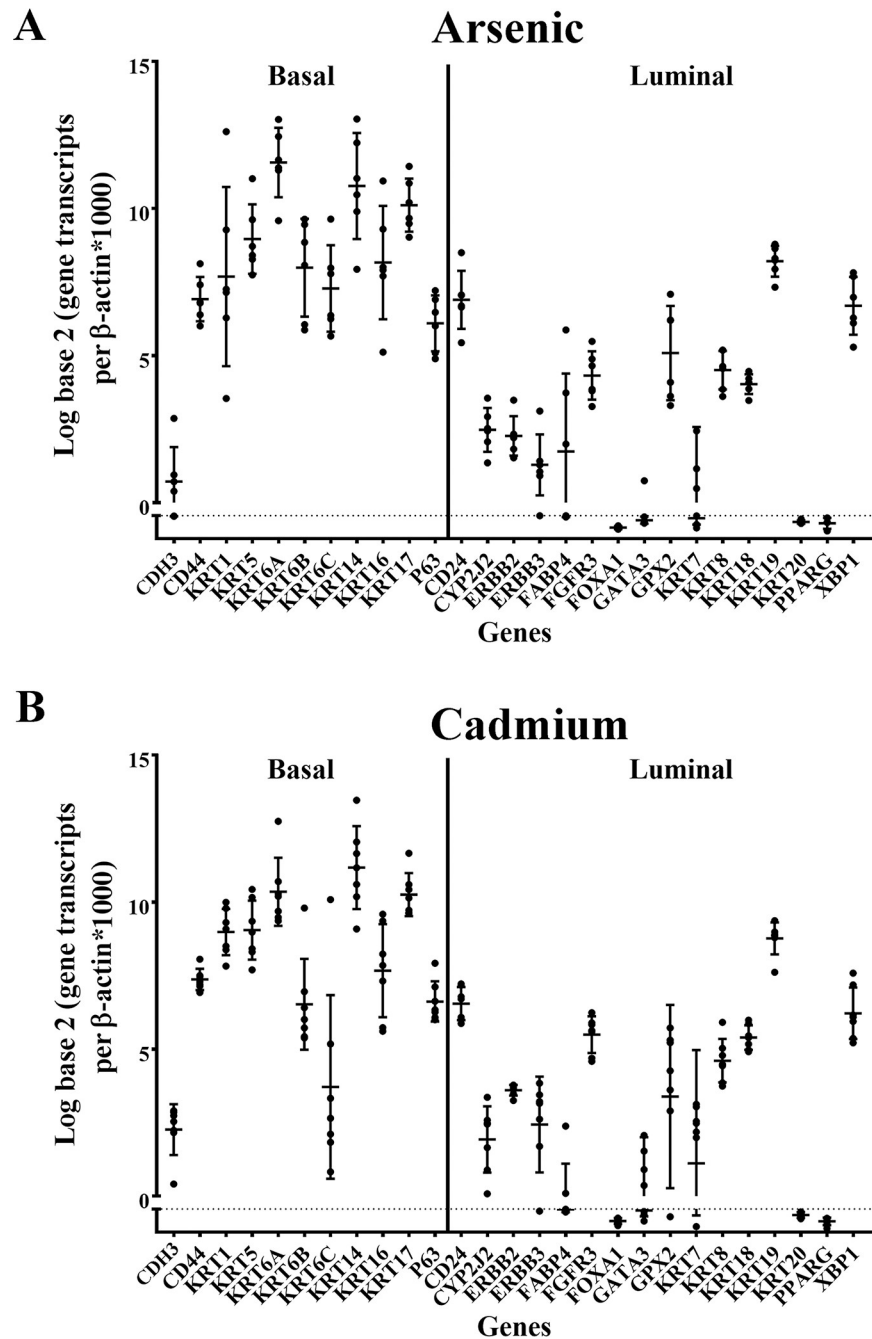 A
Arsenic
Basal
Luminal
Log base 2 (gene transcripts
per β-actin*1000)
15
10
5
0
CDH3
CD44
KRT1
KRT5
KRT6A
KRT6B
KRT6C
KRT14
KRT16
KRT17
P63
CD24
CYP2J2
ERBB2
ERBB3
FABP4
FGFR3
FOXA1
GATA3
GPX2
KRT7
KRT8
KRT18
KRT19
KRT20
PPARG
XBP1
Genes
B
Cadmium
Basal
Luminal
Log base 2 (gene transcripts
per β-actin*1000)
15
10
5
0
CDH3
CD44
KRT1
KRT5
KRT6A
KRT6B
KRT6C
KRT14
KRT16
KRT17
P63
CD24
CYP2J2
ERBB2
ERBB3
FABP4
FGFR3
FOXA1
GATA3
GPX2
KRT7
KRT8
KRT18
KRT19
KRT20
PPARG
XBP1
Genes